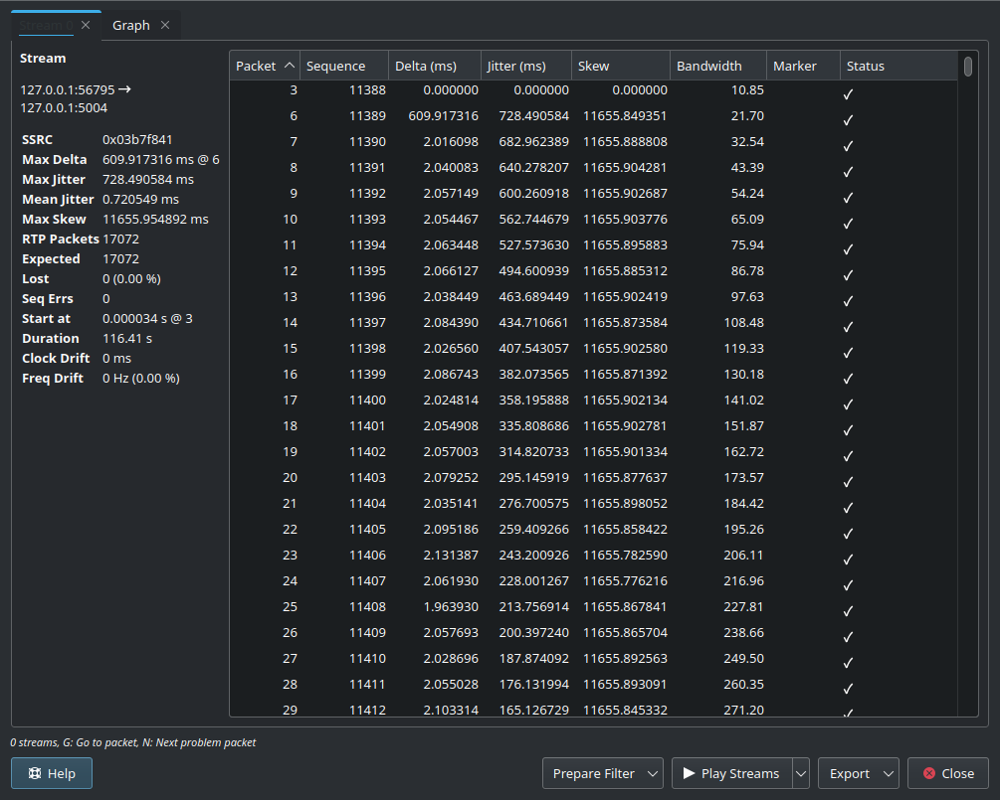 Stream 0
Graph
Stream
127.0.0.1:56795 →
127.0.0.1:5004
SSRC 0x03b7f841
Max Delta 609.917316 ms @ 6
Max Jitter 728.490584 ms
Mean Jitter 0.720549 ms
Max Skew 11655.954892 ms
RTP Packets 17072
Expected 17072
Lost 0 (0.00 %)
Seq Errs 0
Start at 0.000034 s @ 3
Duration 116.41 s
Clock Drift 0 ms
Freq Drift 0 Hz (0.00 %)
Packet Sequence Delta (ms) Jitter (ms) Skew Bandwidth Marker Status
3 11388 0.000000 0.000000 0.000000 10.85 ✓
6 11389 609.917316 728.490584 11655.849351 21.70 ✓
7 11390 2.016098 682.962389 11655.888808 32.54 ✓
8 11391 2.040083 640.278207 11655.904281 43.39 ✓
9 11392 2.057149 600.260918 11655.902687 54.24 ✓
10 11393 2.054467 562.744679 11655.903776 65.09 ✓
11 11394 2.063448 527.573630 11655.895883 75.94 ✓
12 11395 2.066127 494.600939 11655.885312 86.78 ✓
13 11396 2.038449 463.689449 11655.902419 97.63 ✓
14 11397 2.084390 434.710661 11655.873584 108.48 ✓
15 11398 2.026560 407.543057 11655.902580 119.33 ✓
16 11399 2.086743 382.073565 11655.871392 130.18 ✓
17 11400 2.024814 358.195888 11655.902134 141.02 ✓
18 11401 2.054908 335.808686 11655.902781 151.87 ✓
19 11402 2.057003 314.820733 11655.901334 162.72 ✓
20 11403 2.079252 295.145919 11655.877637 173.57 ✓
21 11404 2.035141 276.700575 11655.898052 184.42 ✓
22 11405 2.095186 259.409266 11655.858422 195.26 ✓
23 11406 2.131387 243.200926 11655.782590 206.11 ✓
24 11407 2.061930 228.001267 11655.776216 216.96 ✓
25 11408 1.963930 213.756914 11655.867841 227.81 ✓
26 11409 2.057693 200.397240 11655.865704 238.66 ✓
27 11410 2.028696 187.874092 11655.892563 249.50 ✓
28 11411 2.055028 176.131994 11655.893091 260.35 ✓
29 11412 2.103314 165.126729 11655.845332 271.20 ✓
0 streams, G: Go to packet, N: Next problem packet
Help
Prepare Filter
Play Streams
Export
Close